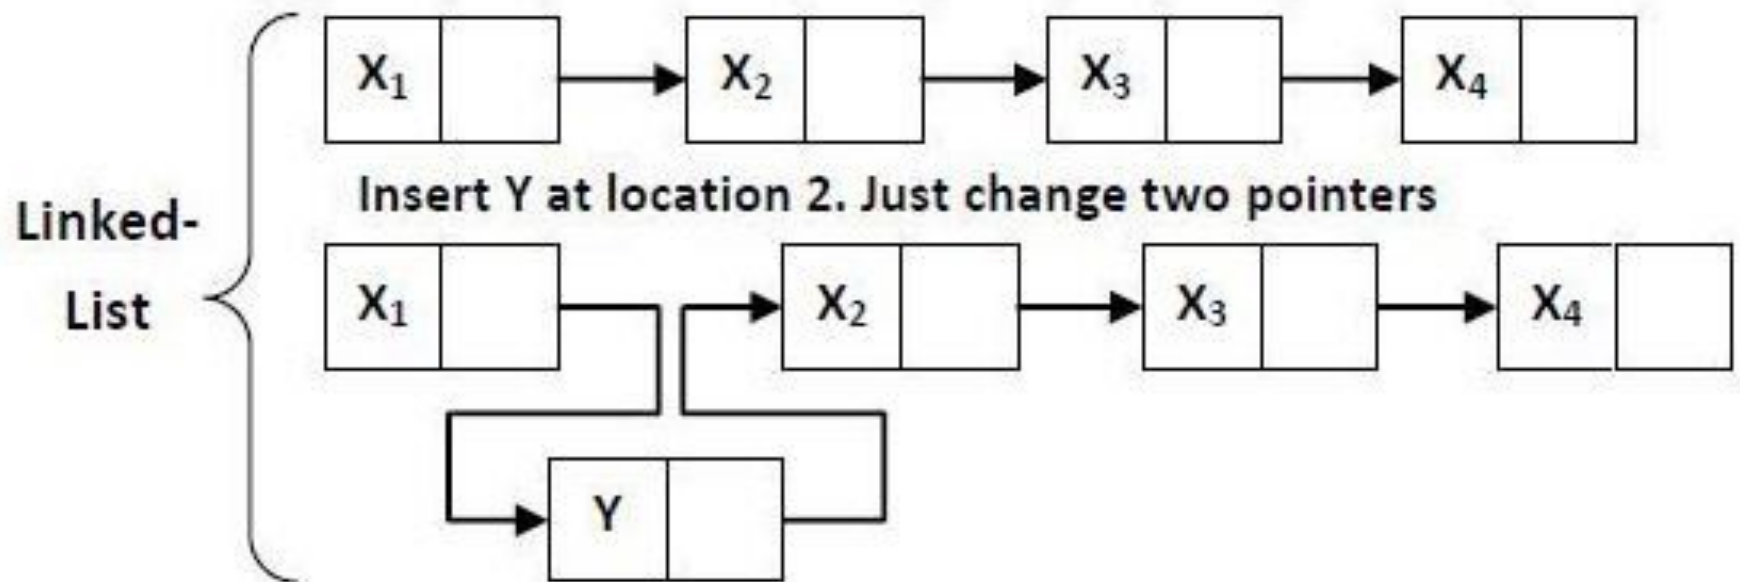 X₁ X₂ X₃ X₄
Insert Y at location 2. Just change two pointers
Linked-
List
X₁ X₂ X₃ X₄
Y